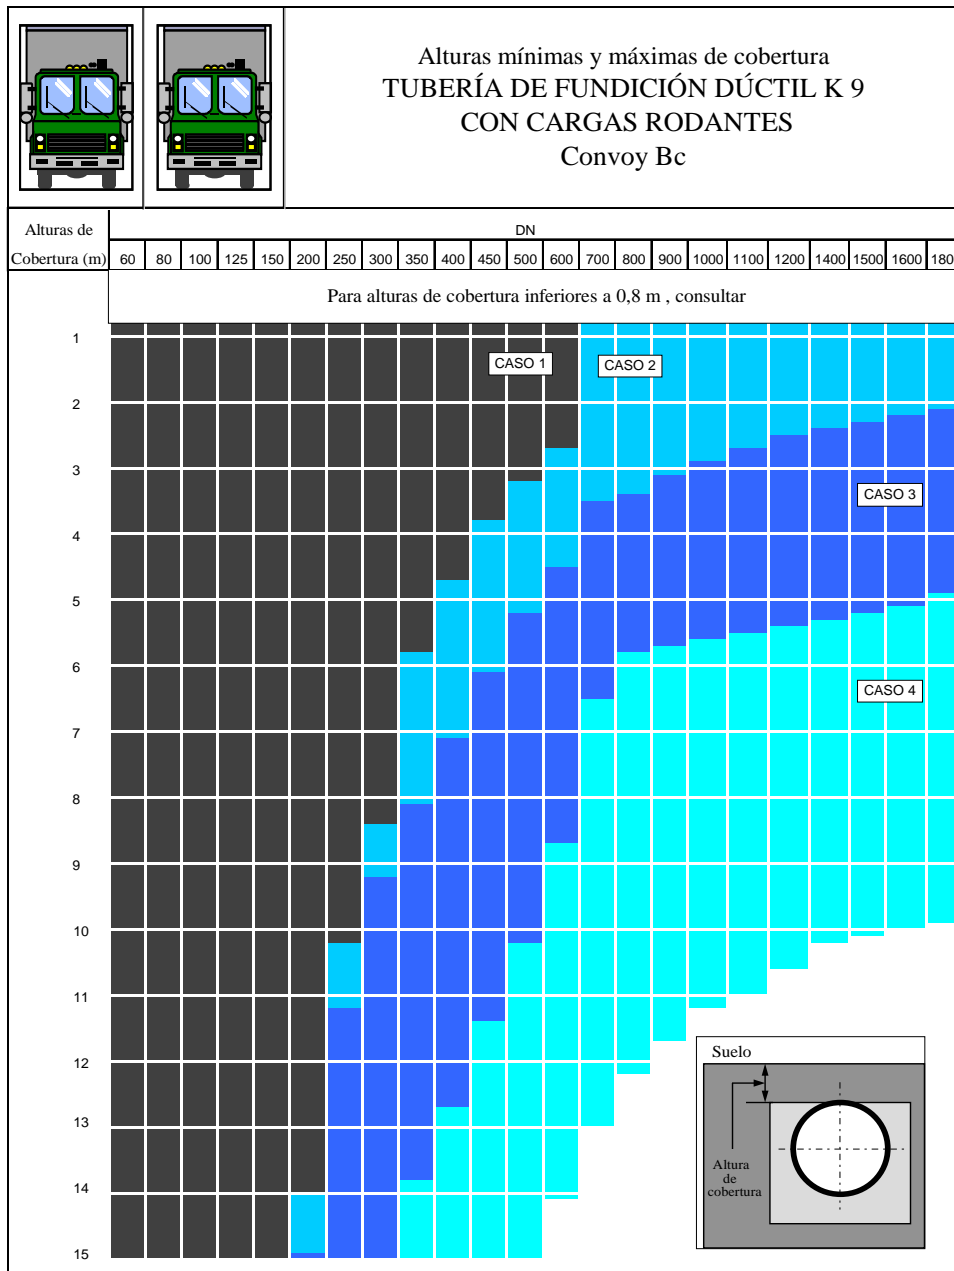 Alturas mínimas y máximas de cobertura
TUBERÍA DE FUNDICIÓN DÚCTIL K 9
CON CARGAS RODANTES
Convoy Bc
Alturas de
Cobertura (m)
DN
60 80 100 125 150 200 250 300 350 400 450 500 600 700 800 900 1000 1100 1200 1400 1500 1600 180
Para alturas de cobertura inferiores a 0,8 m , consultar
1
CASO 1
CASO 2
2
3
CASO 3
4
5
6
CASO 4
7
8
9
10
11
12
13
14
15
Suelo
Altura
de
cobertura